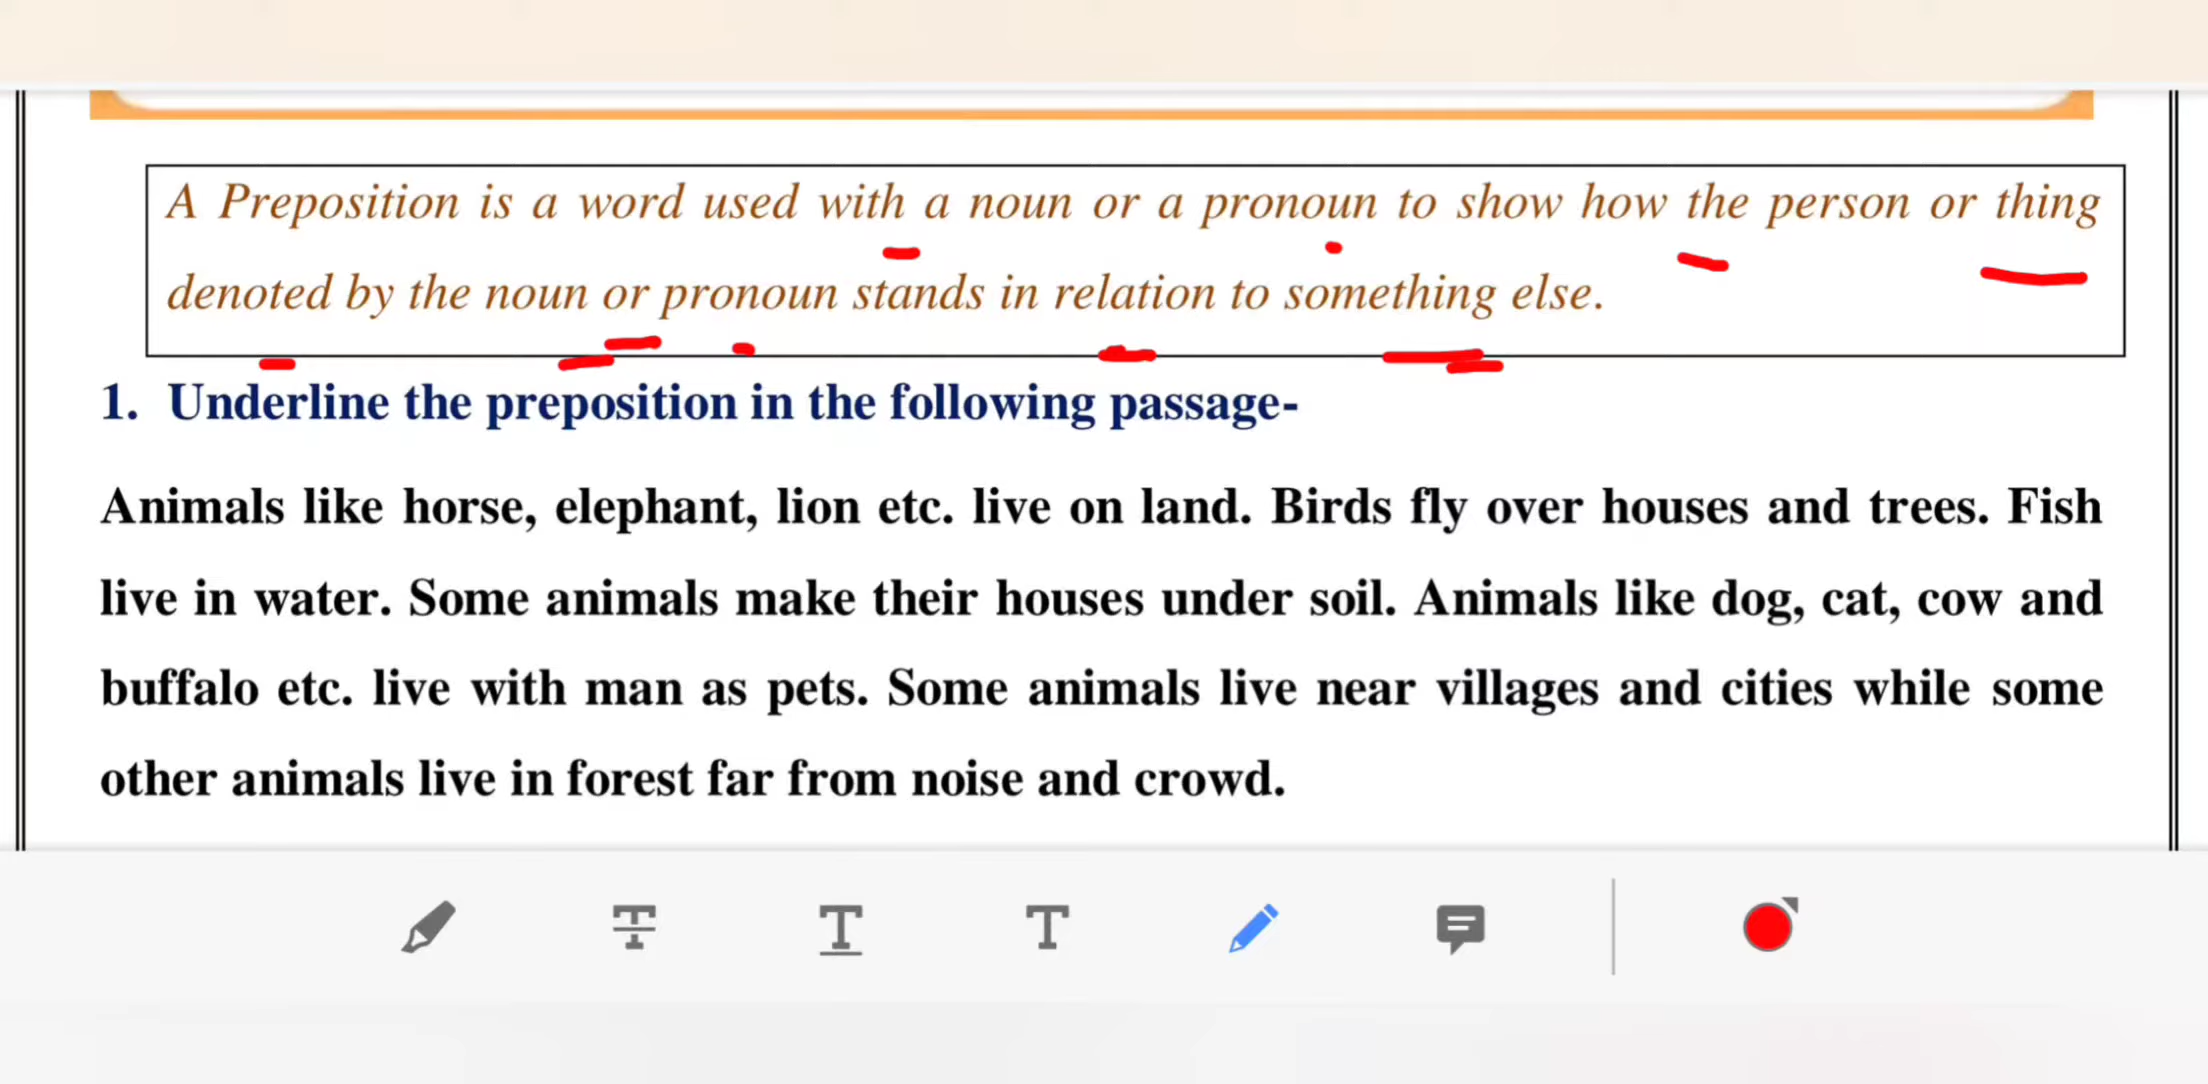 A Preposition is a word used with a noun or a pronoun to show how the person or thing
denoted by the noun or pronoun stands in relation to something else.
1. Underline the preposition in the following passage-
Animals like horse, elephant, lion etc. live on land. Birds fly over houses and trees. Fish
live in water. Some animals make their houses under soil. Animals like dog, cat, cow and
buffalo etc. live with man as pets. Some animals live near villages and cities while some
other animals live in forest far from noise and crowd.